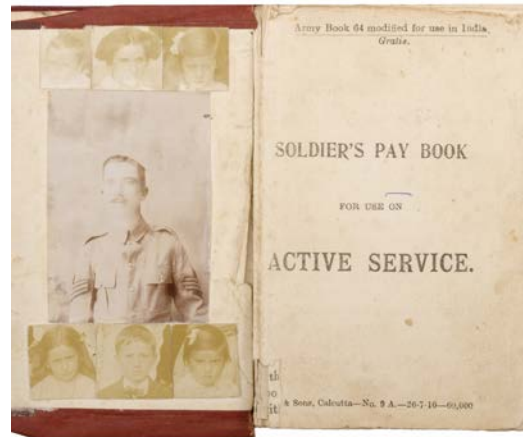 Army Book 64 modified for use in India.
Gratis.
SOLDIER'S PAY BOOK
FOR USE ON
ACTIVE SERVICE.
& Sons, Calcutta—No. 9 A.—26-7-16—60,000